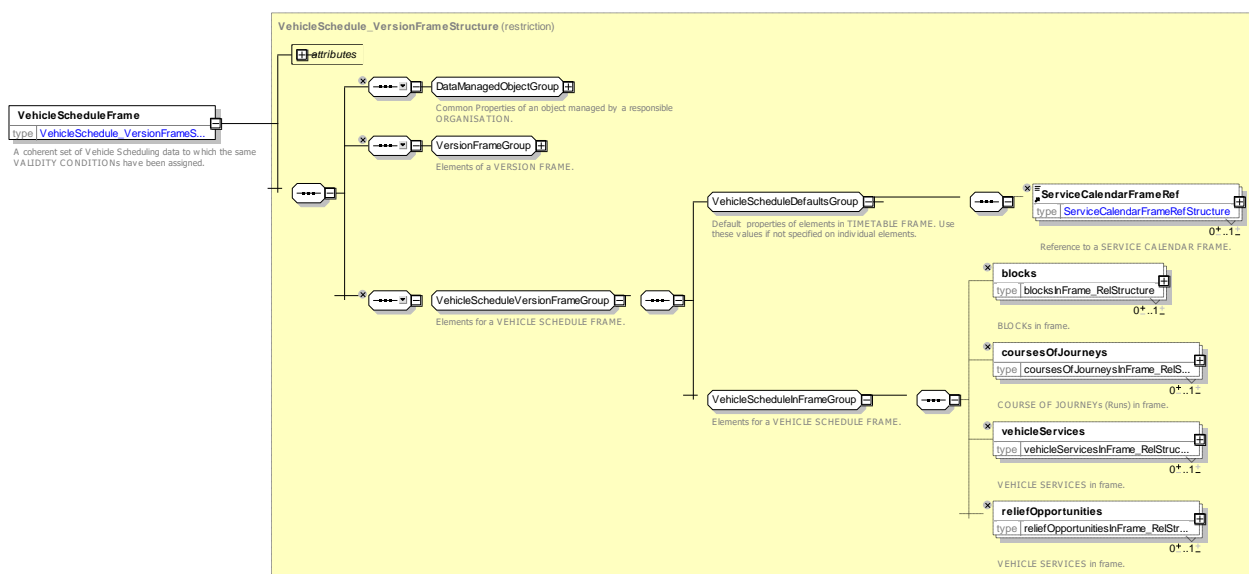 VehicleSchedule_VersionFrameStructure (restriction)
attributes
DataManagedObjectGroup
Common Properties of an object managed by a responsible
ORGANISATION.
VehicleScheduleFrame
type VehicleSchedule_VersionFrameS...
A coherent set of Vehicle Scheduling data to which the same
VALIDITY CONDITIONs have been assigned.
VersionFrameGroup
Elements of a VERSION FRAME.
VehicleScheduleDefaultsGroup
Default properties of elements in TIMETABLE FRAME. Use
these values if not specified on individual elements.
ServiceCalendarFrameRef
type ServiceCalendarFrameRefStructure
0..1
Reference to a SERVICE CALENDAR FRAME.
VehicleScheduleVersionFrameGroup
Elements for a VEHICLE SCHEDULE FRAME.
blocks
type blocksInFrame_RelStructure
0..1
BLOCKs in frame.
coursesOfJourneys
type coursesOfJourneysInFrame_RelS...
0..1
COURSE OF JOURNEYs (Runs) in frame.
VehicleScheduleInFrameGroup
Elements for a VEHICLE SCHEDULE FRAME.
vehicleServices
type vehicleServicesInFrame_RelStruc...
0..1
VEHICLE SERVICES in frame.
reliefOpportunities
type reliefOpportunitiesInFrame_RelStr...
0..1
VEHICLE SERVICES in frame.